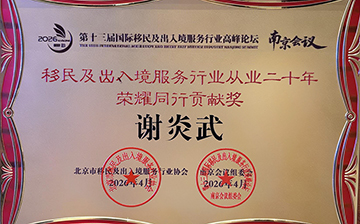 2026
第十三届国际移民及出入境服务行业高峰论坛
南京会议
移民及出入境服务行业从业二十年
荣耀同行贡献奖
谢炎武
北京市移民及出入境服务行业协会
南京会议组委会
2026年4月
2026年4月